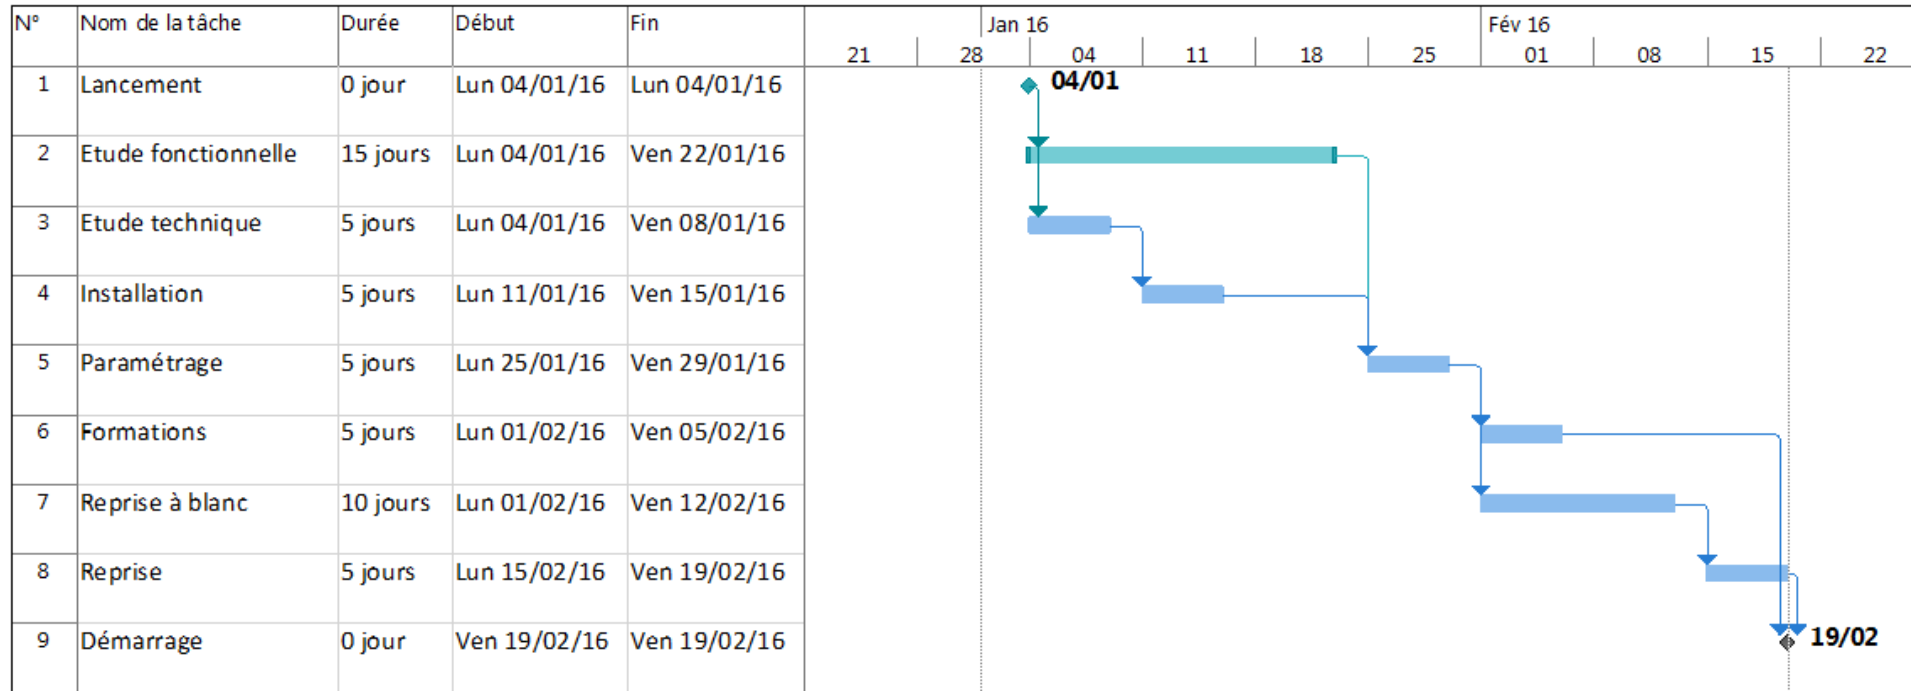 N° Nom de la tâche Durée Début Fin Jan 16 Fév 16
21 28 04 11 18 25 01 08 15 22
1 Lancement 0 jour Lun 04/01/16 Lun 04/01/16 04/01
2 Etude fonctionnelle 15 jours Lun 04/01/16 Ven 22/01/16
3 Etude technique 5 jours Lun 04/01/16 Ven 08/01/16
4 Installation 5 jours Lun 11/01/16 Ven 15/01/16
5 Paramétrage 5 jours Lun 25/01/16 Ven 29/01/16
6 Formations 5 jours Lun 01/02/16 Ven 05/02/16
7 Reprise à blanc 10 jours Lun 01/02/16 Ven 12/02/16
8 Reprise 5 jours Lun 15/02/16 Ven 19/02/16
9 Démarrage 0 jour Ven 19/02/16 Ven 19/02/16 19/02